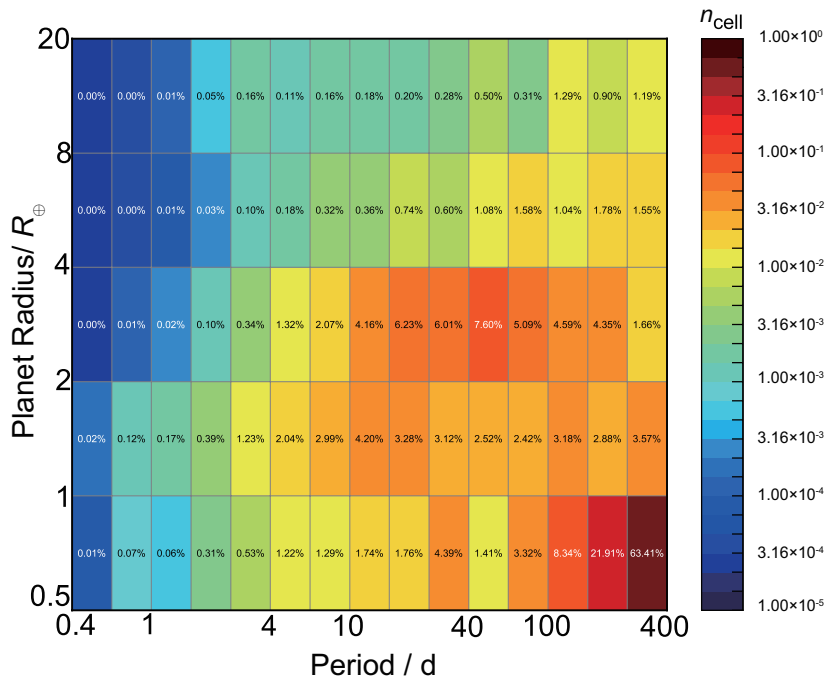 n_cell
20
0.00% 0.00% 0.01% 0.05% 0.16% 0.11% 0.16% 0.18% 0.20% 0.28% 0.50% 0.31% 1.29% 0.90% 1.19%
8
0.00% 0.00% 0.01% 0.03% 0.10% 0.18% 0.32% 0.36% 0.74% 0.60% 1.08% 1.58% 1.04% 1.78% 1.55%
4
0.00% 0.01% 0.02% 0.10% 0.34% 1.32% 2.07% 4.16% 6.23% 6.01% 7.60% 5.09% 4.59% 4.35% 1.66%
2
0.02% 0.12% 0.17% 0.39% 1.23% 2.04% 2.99% 4.20% 3.28% 3.12% 2.52% 2.42% 3.18% 2.88% 3.57%
1
0.01% 0.07% 0.06% 0.31% 0.53% 1.22% 1.29% 1.74% 1.76% 4.39% 1.41% 3.32% 8.34% 21.91% 63.41%
0.5
0.4 1 4 10 40 100 400
Period / d
Planet Radius/ R⊕
1.00×10⁰
3.16×10⁻¹
1.00×10⁻¹
3.16×10⁻²
1.00×10⁻²
3.16×10⁻³
1.00×10⁻³
3.16×10⁻³
1.00×10⁻⁴
3.16×10⁻⁴
1.00×10⁻⁵